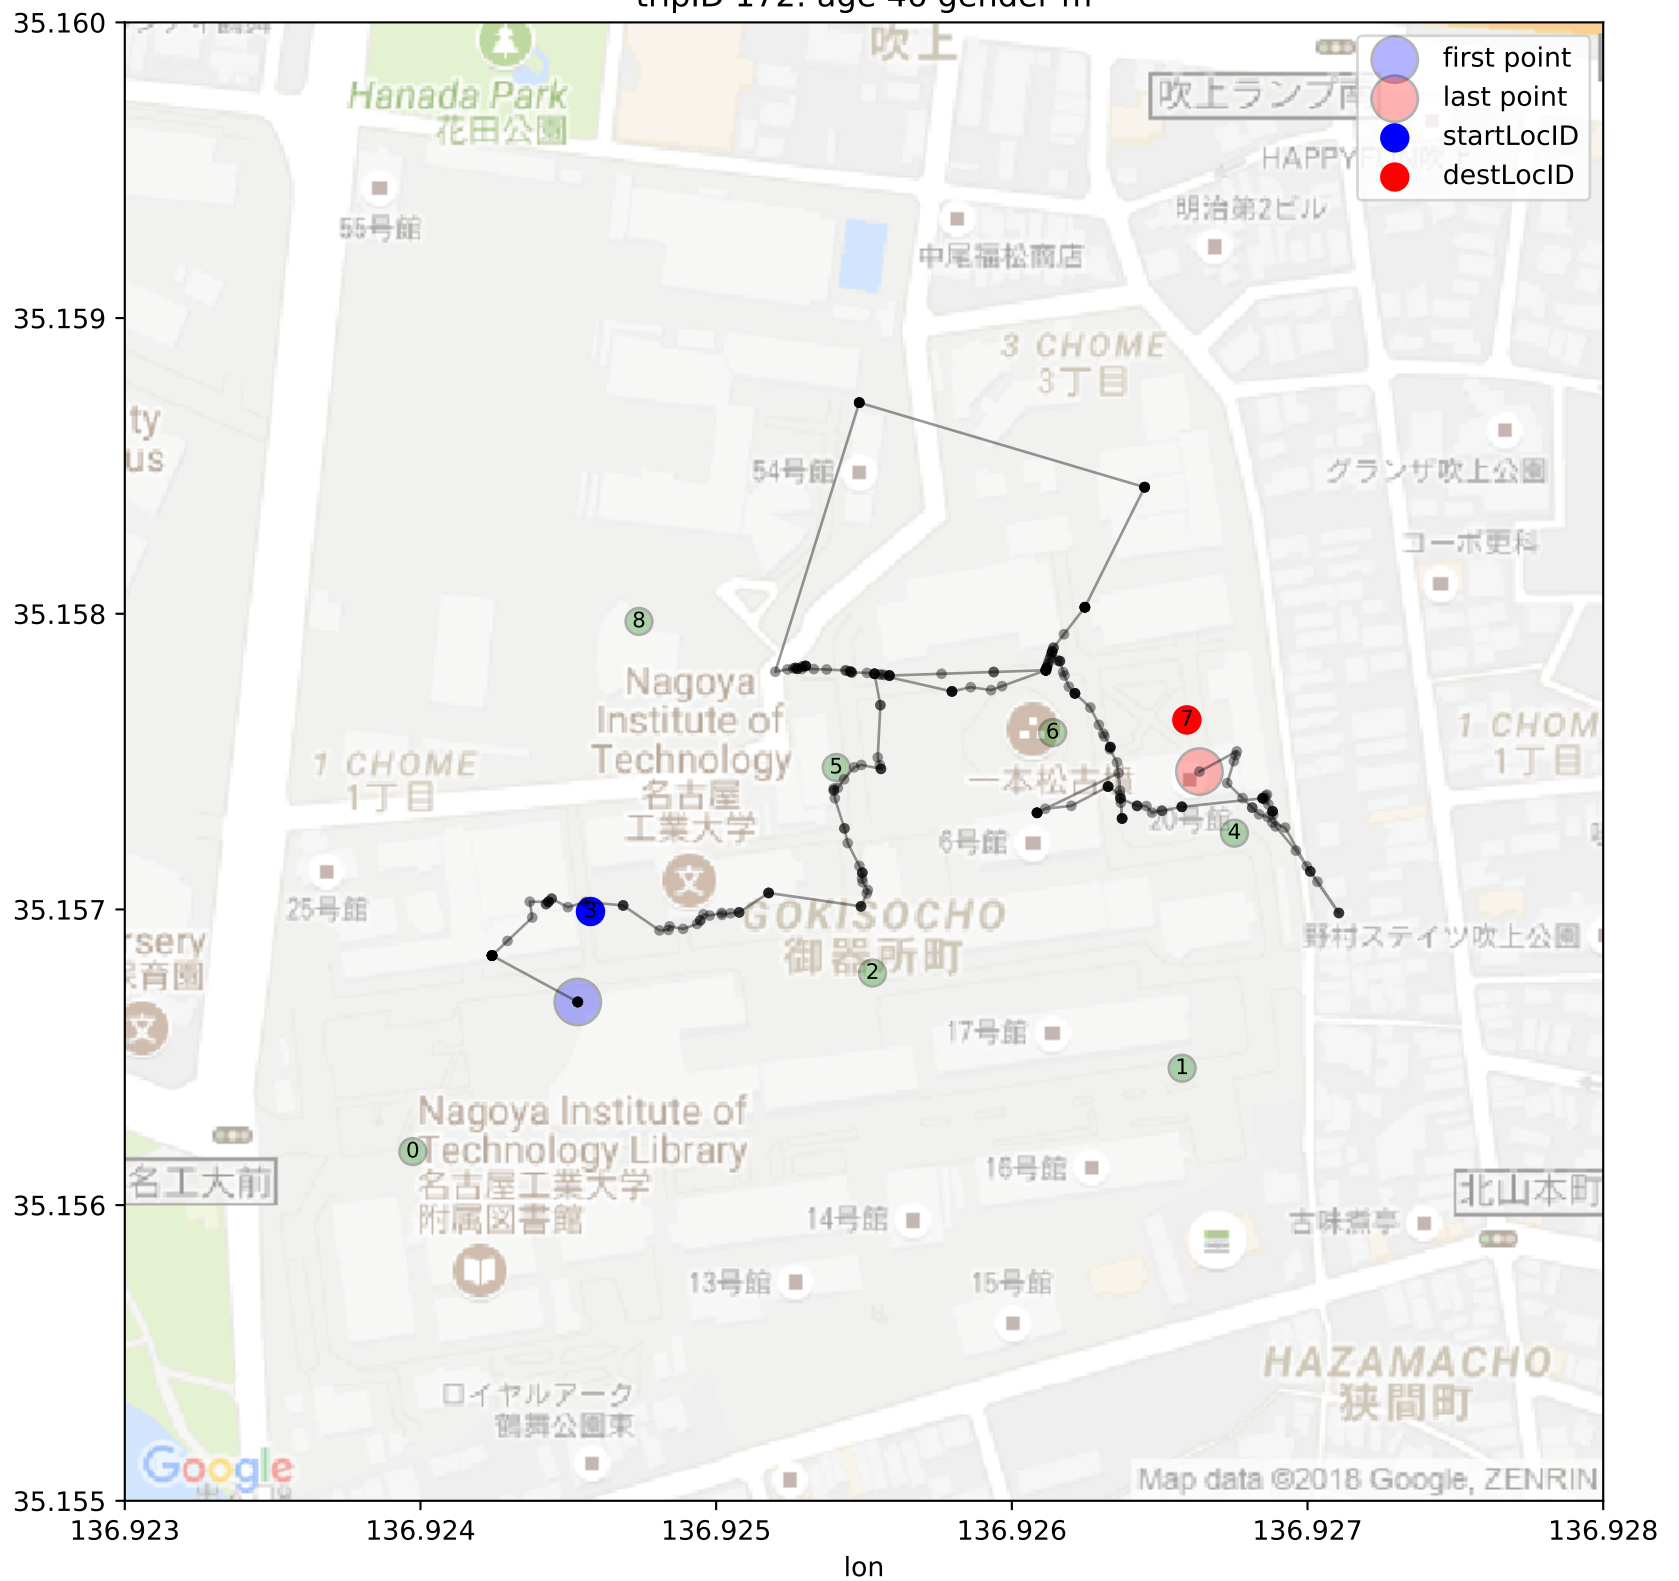 35.160
35.159
35.158
35.157
35.156
35.155
136.923
136.924
136.925
136.926
136.927
136.928
lon
first point
last point
startLocID
destLocID
吹上
吹上ランプ南
Hanada Park
花田公園
明治第2ビル
55号館
中尾福松商店
3 CHOME
3丁目
ty
us
54号館
グランザ吹上公園
コーポ更科
8
Nagoya
Institute of
Technology
名古屋
工業大学
7
6
5
一本松古墳
1 CHOM
1丁目
1 CHOME
1丁目
20号館
4
6号館
25号館
3
GOKISOCHO
御器所町
2
野村ステイツ吹上公園
rsery
保育園
17号館
1
Nagoya Institute of
Technology Library
名古屋工業大学
附属図書館
0
名工大前
16号館
北山本町
14号館
古味煮亭
13号館
15号館
HAZAMACHO
狭間町
ロイヤルアーク
鶴舞公園東
Google
Map data ©2018 Google, ZENRIN